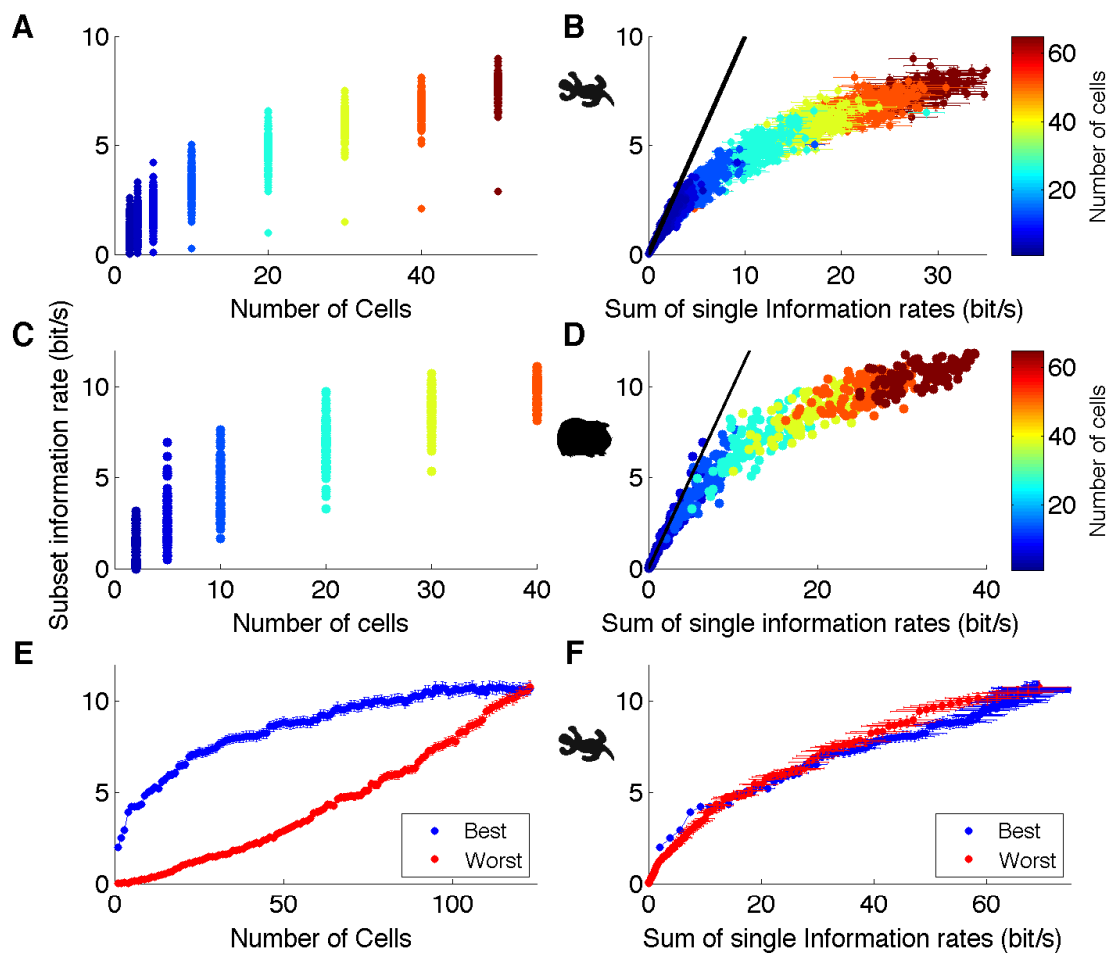 A
10
5
0
0
20
40
Number of Cells
B
10
5
0
0
10
20
30
Sum of single Information rates (bit/s)
60
40
20
Number of cells
Subset information rate (bit/s)
C
10
5
0
0
10
20
30
40
Number of cells
D
10
5
0
0
20
40
Sum of single information rates (bit/s)
60
40
20
Number of cells
E
10
5
0
0
50
100
Best
Worst
Number of Cells
F
10
5
0
0
20
40
60
Best
Worst
Sum of single Information rates (bit/s)